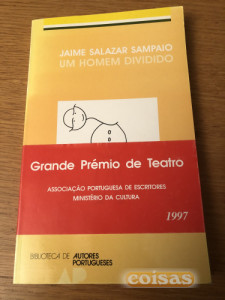 JAIME SALAZAR SAMPAIO
UM HOMEM DIVIDIDO
Grande Prémio de Teatro
ASSOCIAÇÃO PORTUGUESA DE ESCRITORES
MINISTÉRIO DA CULTURA
1997
BIBLIOTECA DE AUTORES
PORTUGUESES
coisas